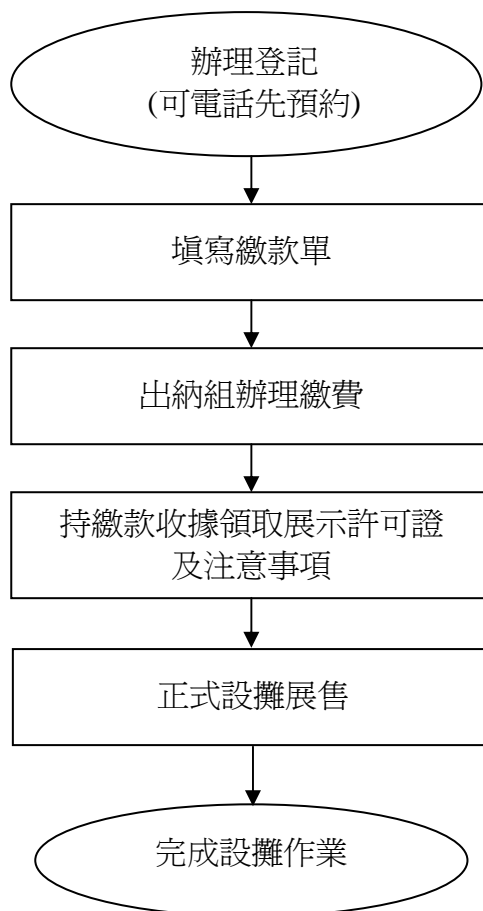 辦理登記
(可電話先預約)
填寫繳款單
出納組辦理繳費
持繳款收據領取展示許可證
及注意事項
正式設攤展售
完成設攤作業